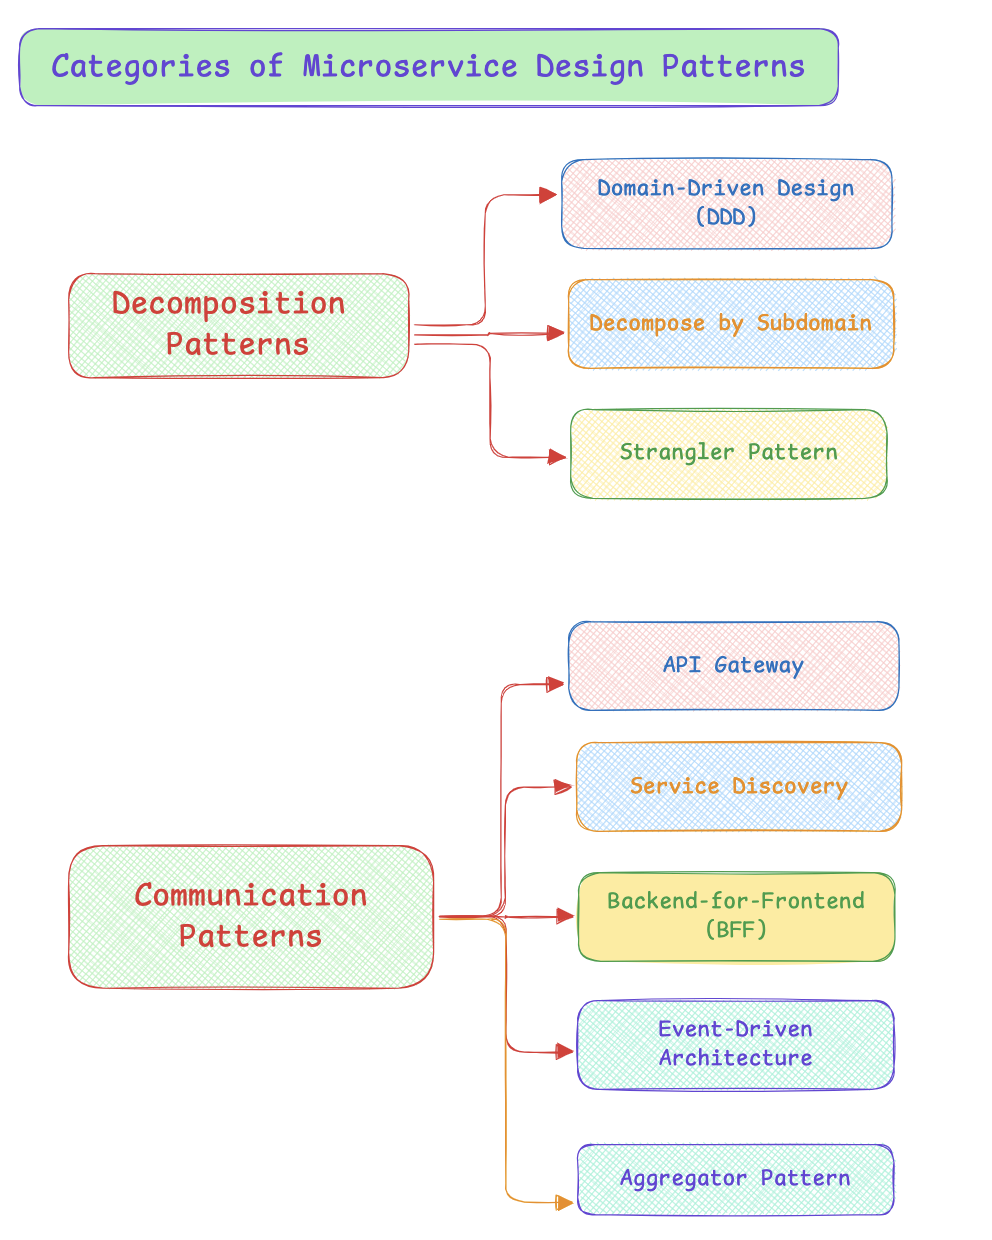 Categories of Microservice Design Patterns
Decomposition
Patterns
Domain-Driven Design
(DDD)
Decompose by Subdomain
Strangler Pattern
Communication
Patterns
API Gateway
Service Discovery
Backend-for-Frontend
(BFF)
Event-Driven
Architecture
Aggregator Pattern